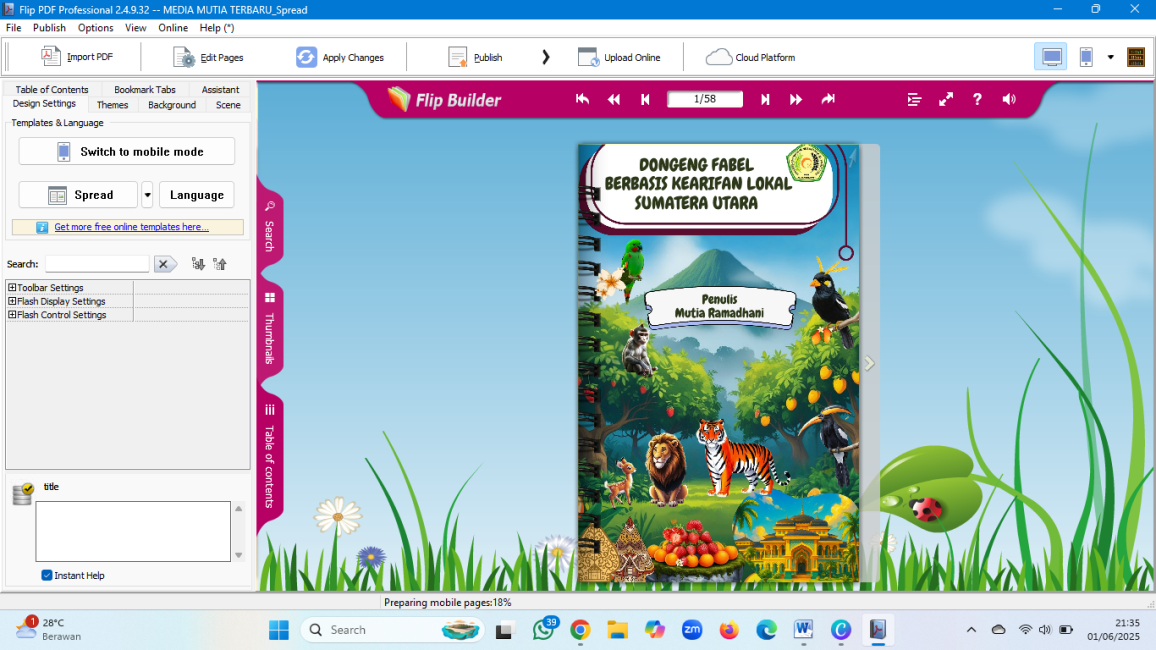 Flip PDF Professional 2.4.9.32 -- MEDIA MUTIA TERBARU_Spread
File Publish Options View Online Help (*)
Import PDF
Edit Pages
Apply Changes
Publish
Upload Online
Cloud Platform
Table of Contents Bookmark Tabs Assistant
Design Settings Themes Background Scene
Templates & Language
Switch to mobile mode
Spread
Language
Get more free online templates here...
Search:
Toolbar Settings
Flash Display Settings
Flash Control Settings
title
Instant Help
Flip Builder
1/58
Search
Thumbnails
Table of contents
DONGENG FABEL
BERBASIS KEARIFAN LOKAL
SUMATERA UTARA
Penulis
Mutia Ramadhani
Preparing mobile pages:18%
1
28°C
Berawan
Search
39
zm
21:35
01/06/2025